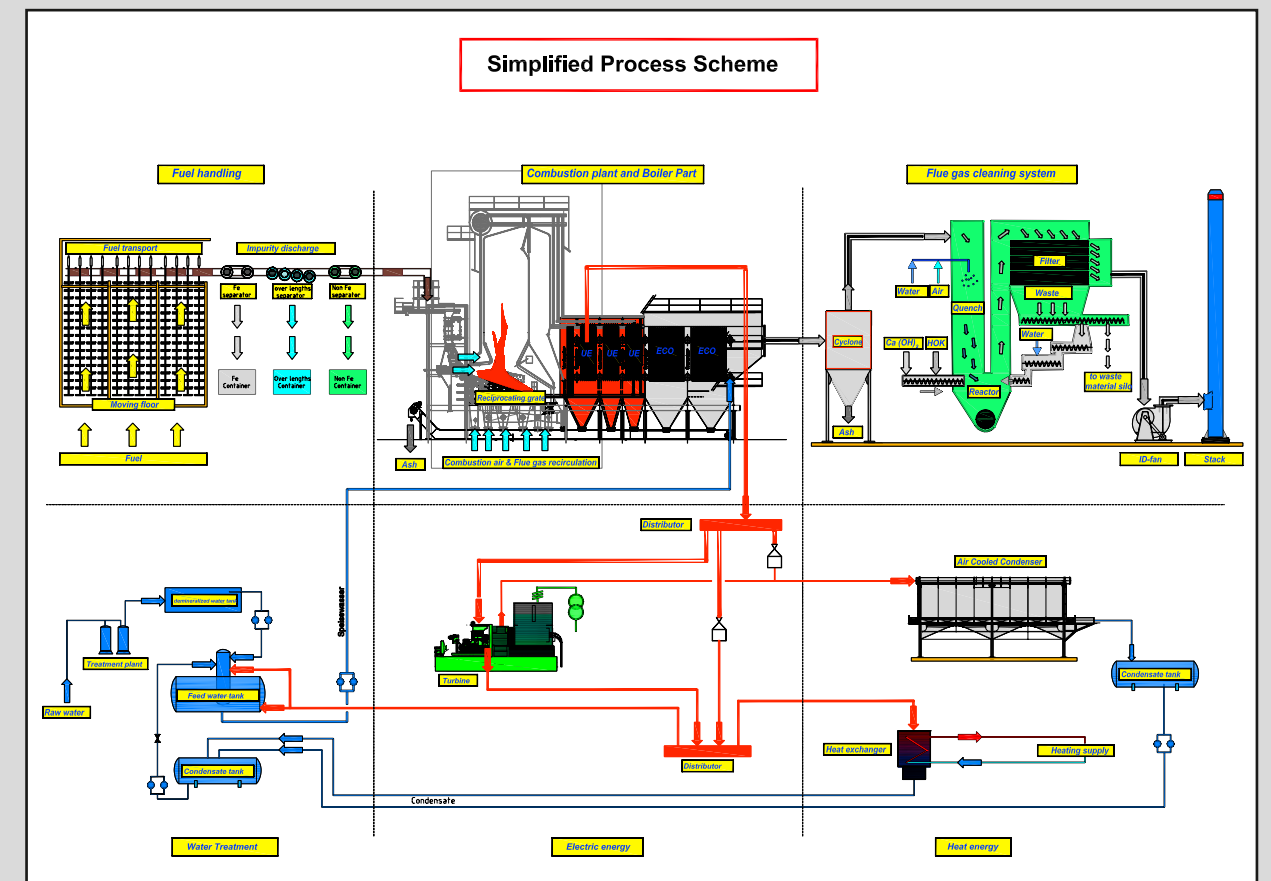 Simplified Process Scheme
Fuel handling
Combustion plant and Boiler Part
Flue gas cleaning system
Fuel transport
Impurity discharge
Fe
separator
over lengths
separator
Non Fe
separator
Fe
Container
Over lengths
Container
Non Fe
Container
Moving floor
Fuel
UE
UE
UE
ECO
ECO
Reciprocating grate
Ash
Combustion air & Flue gas recirculation
Cyclone
Ash
Water
Air
Quench
Filter
Waste
Water
Ca (OH)2
HOK
Reactor
to waste
material silo
ID-fan
Stack
Distributor
Air Cooled Condenser
Speisewasser
demineralized water tank
Treatment plant
Raw water
Feed water tank
Turbine
Condensate tank
Heat exchanger
Heating supply
Distributor
Condensate tank
Condensate
Water Treatment
Electric energy
Heat energy